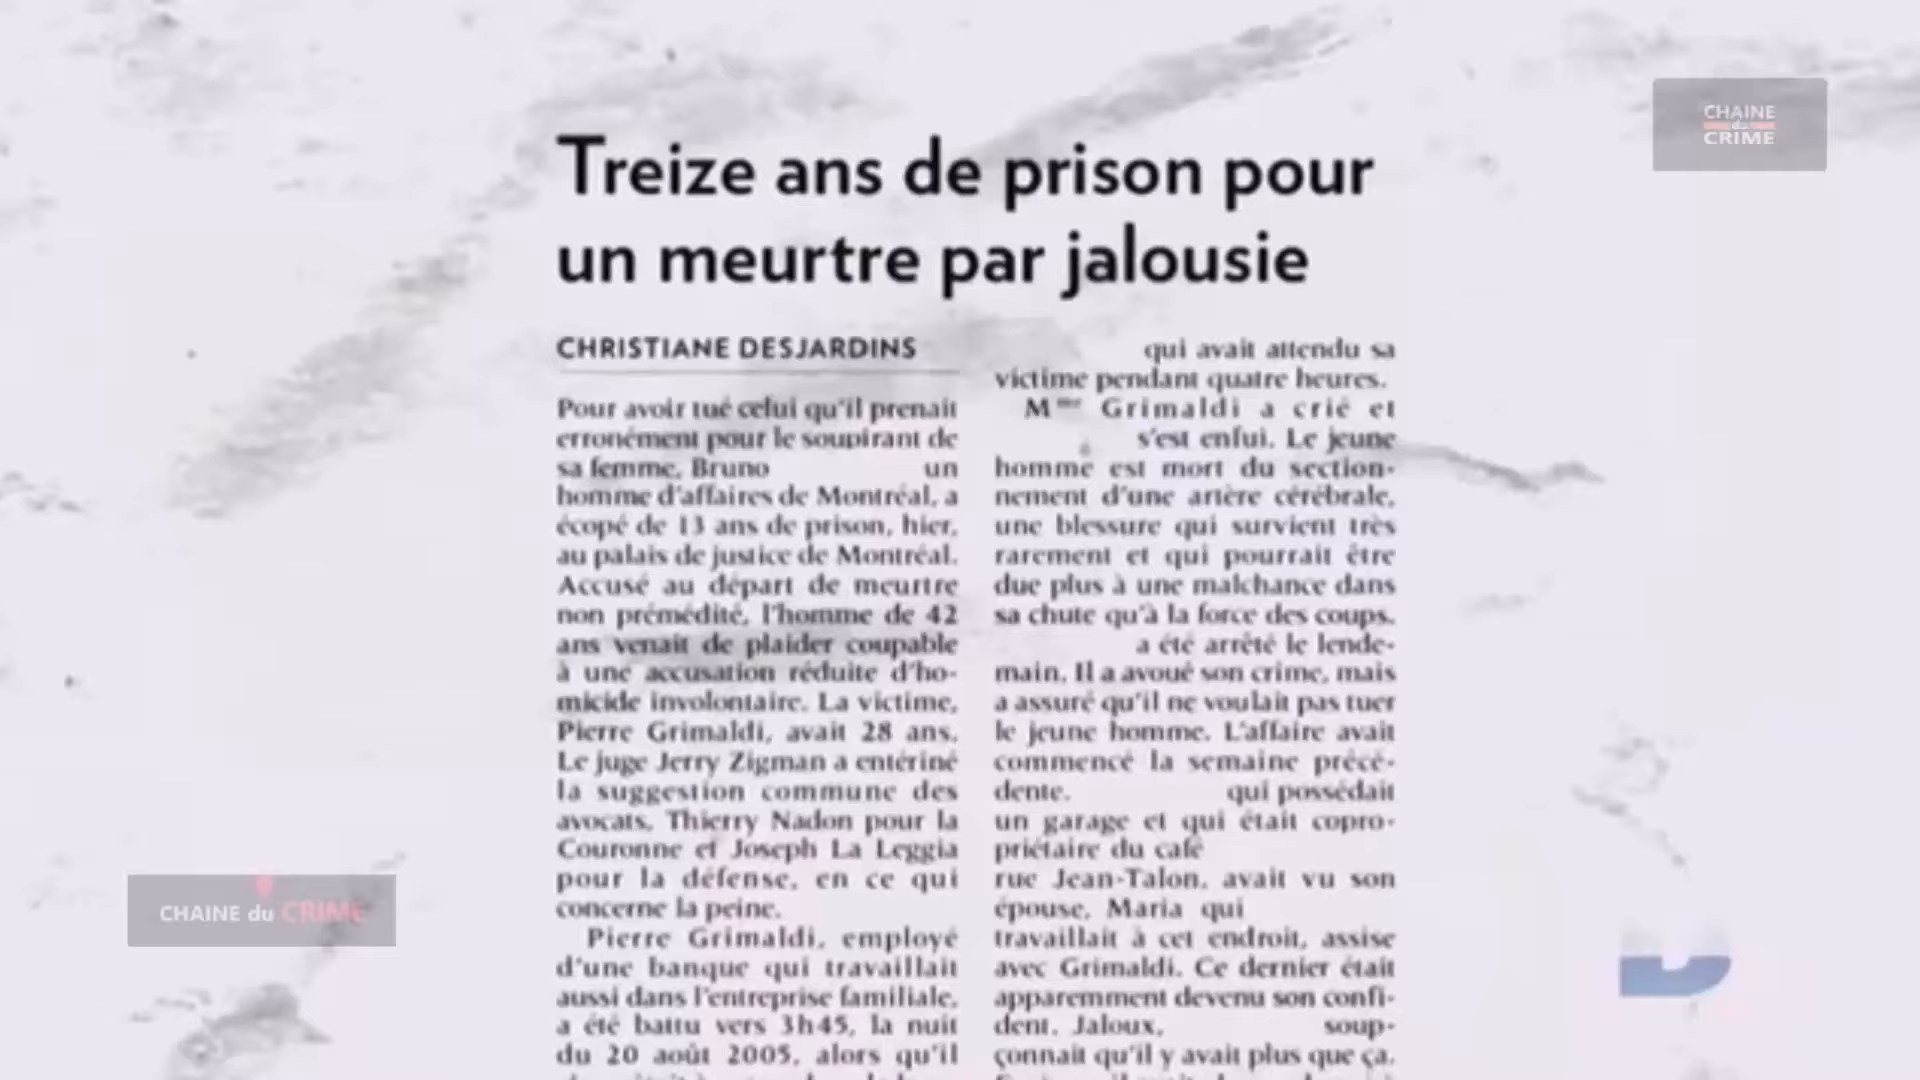 CHAINE
du
CRIME
Treize ans de prison pour
un meurtre par jalousie
CHRISTIANE DESJARDINS
Pour avoir tué celui qu'il prenait
erronément pour le soupirant de
sa femme, Bruno un
homme d'affaires de Montréal, a
écopé de 13 ans de prison, hier,
au palais de justice de Montréal.
Accusé au départ de meurtre
non prémédité, l'homme de 42
ans venait de plaider coupable
à une accusation réduite d'ho-
micide involontaire. La victime,
Pierre Grimaldi, avait 28 ans.
Le juge Jerry Zigman a entériné
la suggestion commune des
avocats, Thierry Nadon pour la
Couronne et Joseph La Leggia
pour la défense, en ce qui
concerne la peine.
Pierre Grimaldi, employé
d'une banque qui travaillait
aussi dans l'entreprise familiale,
a été battu vers 3h45, la nuit
du 20 août 2005, alors qu'il
qui avait attendu sa
victime pendant quatre heures.
Mme Grimaldi a crié et
s'est enfui. Le jeune
homme est mort du section-
nement d'une artère cérébrale,
une blessure qui survient très
rarement et qui pourrait être
due plus à une malchance dans
sa chute qu'à la force des coups.
a été arrêté le lende-
main. Il a avoué son crime, mais
a assuré qu'il ne voulait pas tuer
le jeune homme. L'affaire avait
commencé la semaine précé-
dente. qui possédait
un garage et qui était copro-
priétaire du café
rue Jean-Talon, avait vu son
épouse, Maria qui
travaillait à cet endroit, assise
avec Grimaldi. Ce dernier était
apparemment devenu son confi-
dent. Jaloux, soup-
çonnait qu'il y avait plus que ça.
CHAINE du CRIME